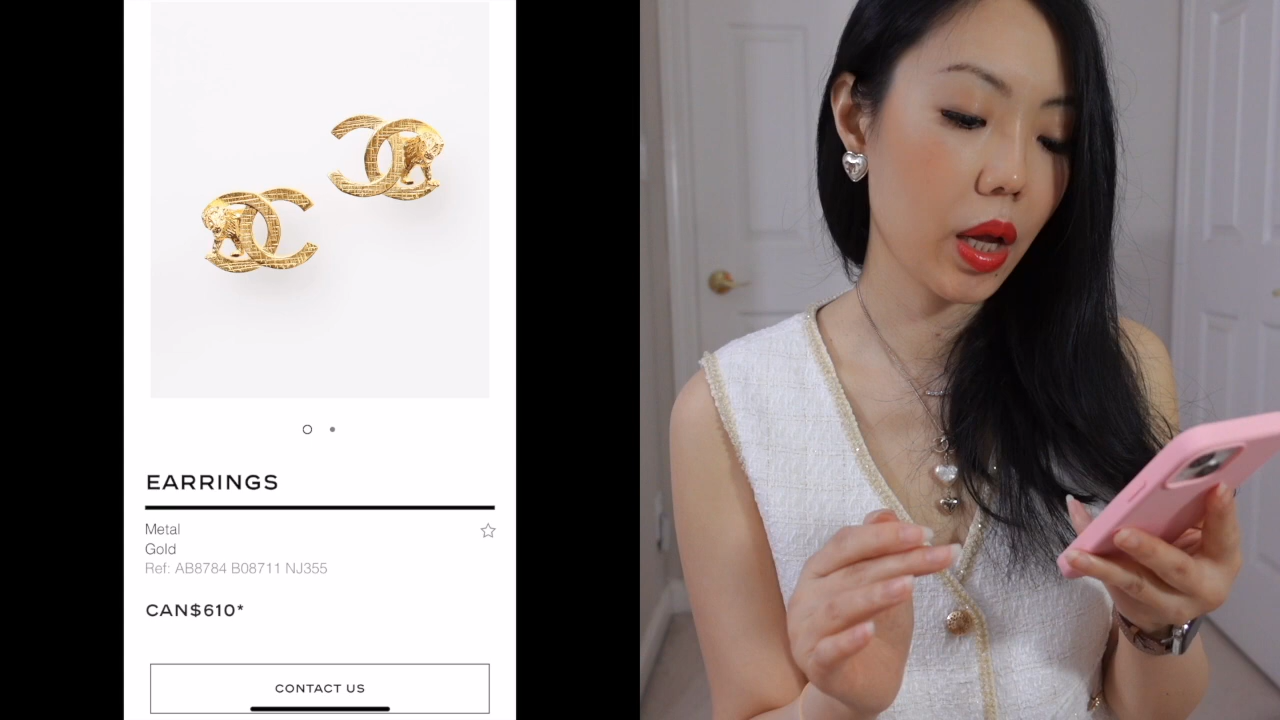 EARRINGS
Metal
Gold
Ref: AB8784 B08711 NJ355
CAN$610*
CONTACT US